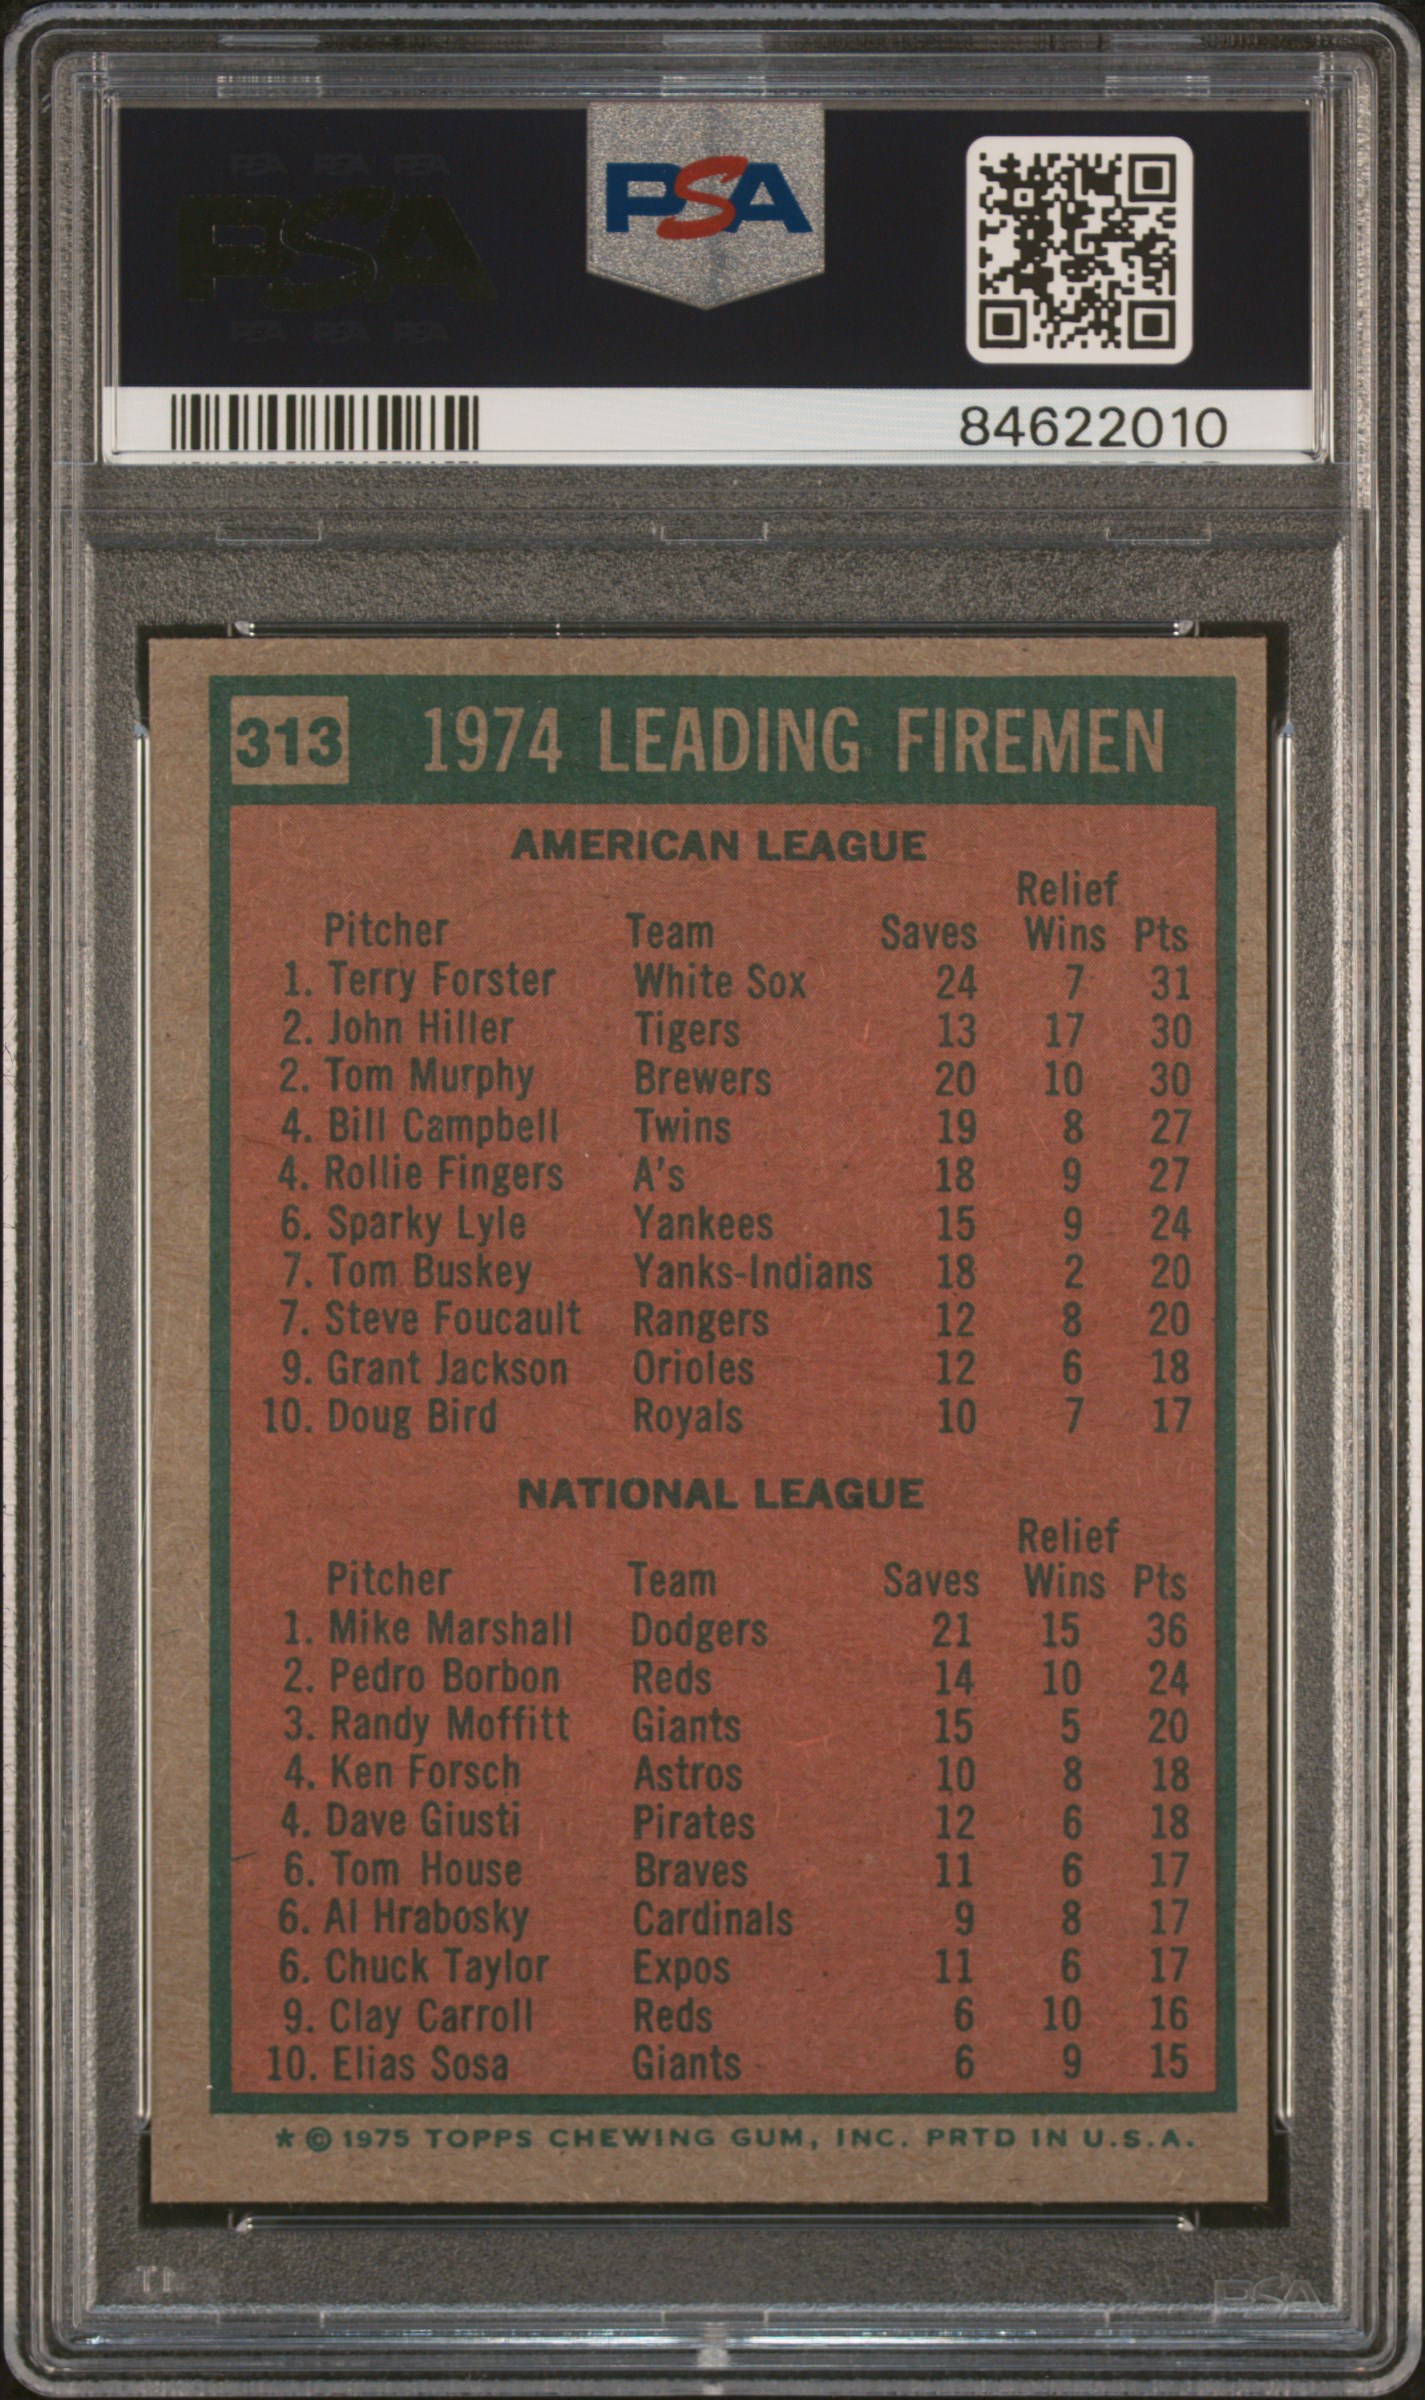 PSA PSA PSA
PSA
PSA PSA PSA
PSA
84622010
313 1974 LEADING FIREMEN
AMERICAN LEAGUE
Relief
Pitcher Team Saves Wins Pts
1. Terry Forster White Sox 24 7 31
2. John Hiller Tigers 13 17 30
2. Tom Murphy Brewers 20 10 30
4. Bill Campbell Twins 19 8 27
4. Rollie Fingers A's 18 9 27
6. Sparky Lyle Yankees 15 9 24
7. Tom Buskey Yanks-Indians 18 2 20
7. Steve Foucault Rangers 12 8 20
9. Grant Jackson Orioles 12 6 18
10. Doug Bird Royals 10 7 17
NATIONAL LEAGUE
Relief
Pitcher Team Saves Wins Pts
1. Mike Marshall Dodgers 21 15 36
2. Pedro Borbon Reds 14 10 24
3. Randy Moffitt Giants 15 5 20
4. Ken Forsch Astros 10 8 18
4. Dave Giusti Pirates 12 6 18
6. Tom House Braves 11 6 17
6. Al Hrabosky Cardinals 9 8 17
6. Chuck Taylor Expos 11 6 17
9. Clay Carroll Reds 6 10 16
10. Elias Sosa Giants 6 9 15
* © 1975 TOPPS CHEWING GUM, INC. PRTD IN U.S.A.
PSA